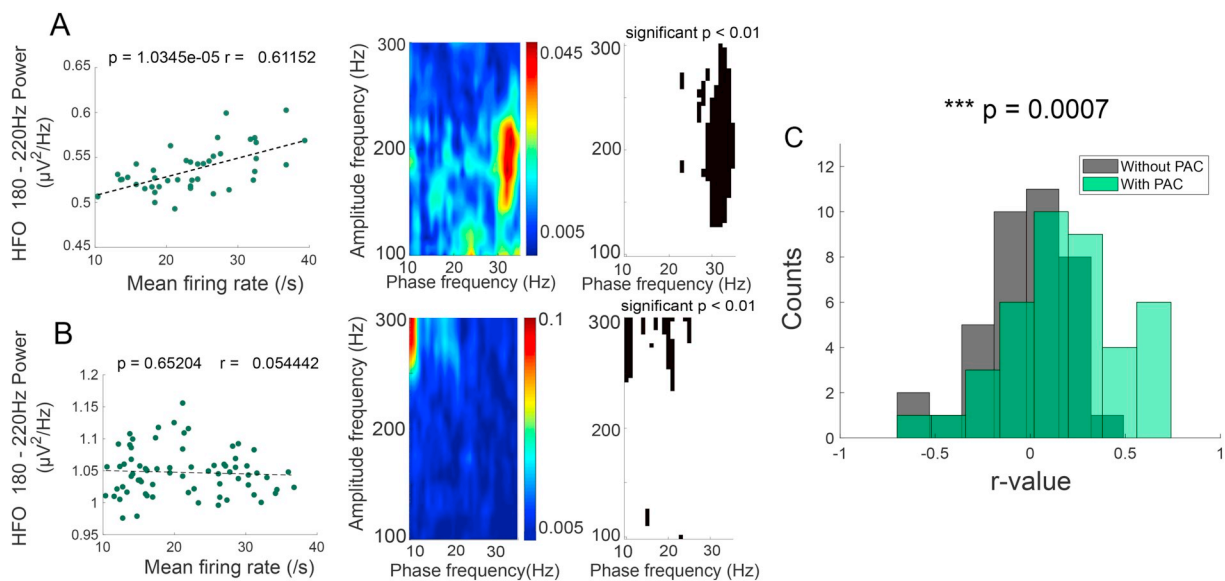 A
p = 1.0345e-05 r = 0.61152
HFO 180 - 220Hz Power
(µV²/Hz)
0.65
0.6
0.55
0.5
0.45
10
20
30
40
Mean firing rate (/s)
Amplitude frequency (Hz)
300
200
100
10
20
30
Phase frequency (Hz)
0.045
0.005
significant p < 0.01
300
200
100
10
20
30
Phase frequency (Hz)
B
p = 0.65204 r = 0.054442
HFO 180 - 220Hz Power
(µV²/Hz)
1.2
1.15
1.1
1.05
1
0.95
10
20
30
40
Mean firing rate (/s)
Amplitude frequency (Hz)
300
200
100
10
20
30
Phase frequency(Hz)
0.1
0.005
significant p < 0.01
300
200
100
10
20
30
Phase frequency (Hz)
C
*** p = 0.0007
Without PAC
With PAC
Counts
12
10
8
6
4
2
0
-1
-0.5
0
0.5
1
r-value